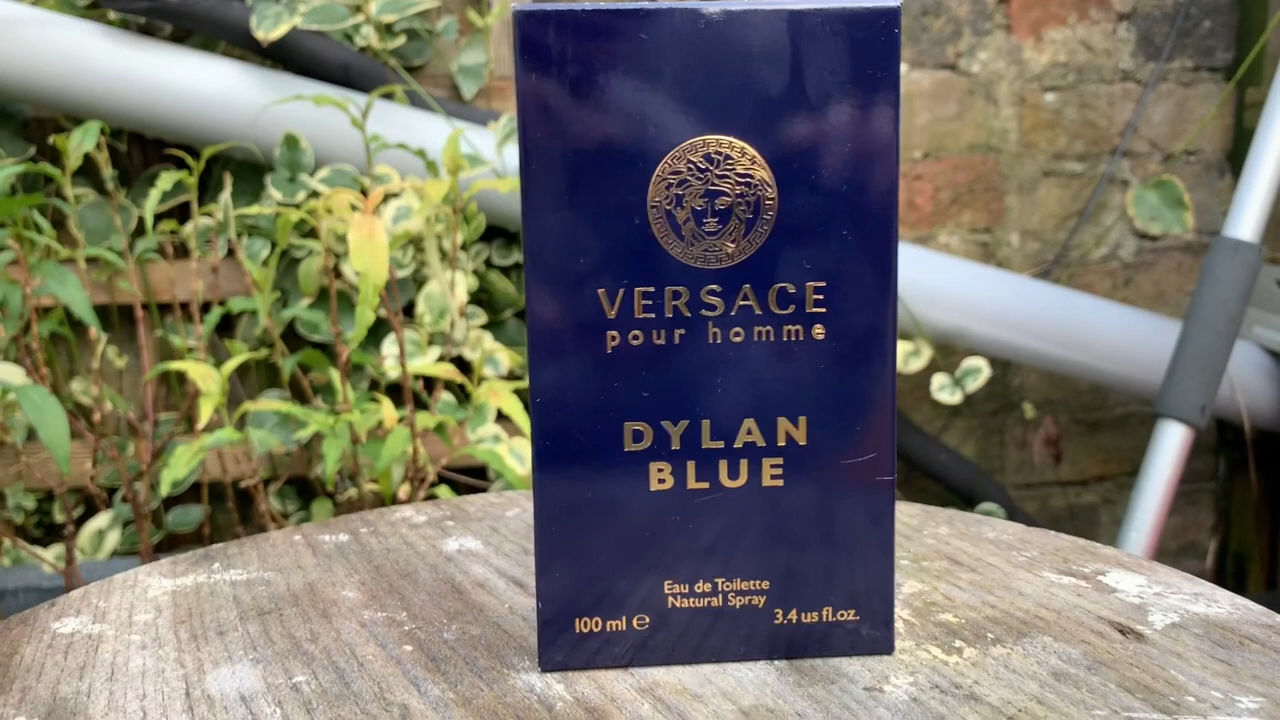 VERSACE
pour homme
DYLAN
BLUE
Eau de Toilette
Natural Spray
100 ml ℮
3.4 us fl.oz.